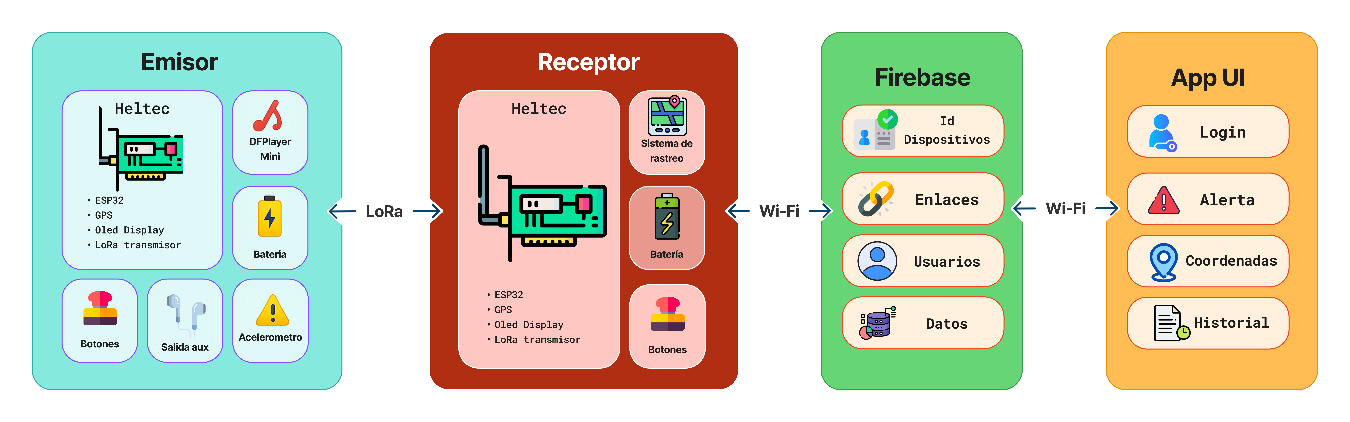 Emisor
Heltec
• ESP32
• GPS
• Oled Display
• LoRa transmisor
DFPlayer
Mini
Batería
Botones
Salida aux
Acelerometro
LoRa
Receptor
Heltec
• ESP32
• GPS
• Oled Display
• LoRa transmisor
Sistema de
rastreo
Batería
Botones
Wi-Fi
Firebase
Id
Dispositivos
Enlaces
Usuarios
Datos
Wi-Fi
App UI
Login
Alerta
Coordenadas
Historial